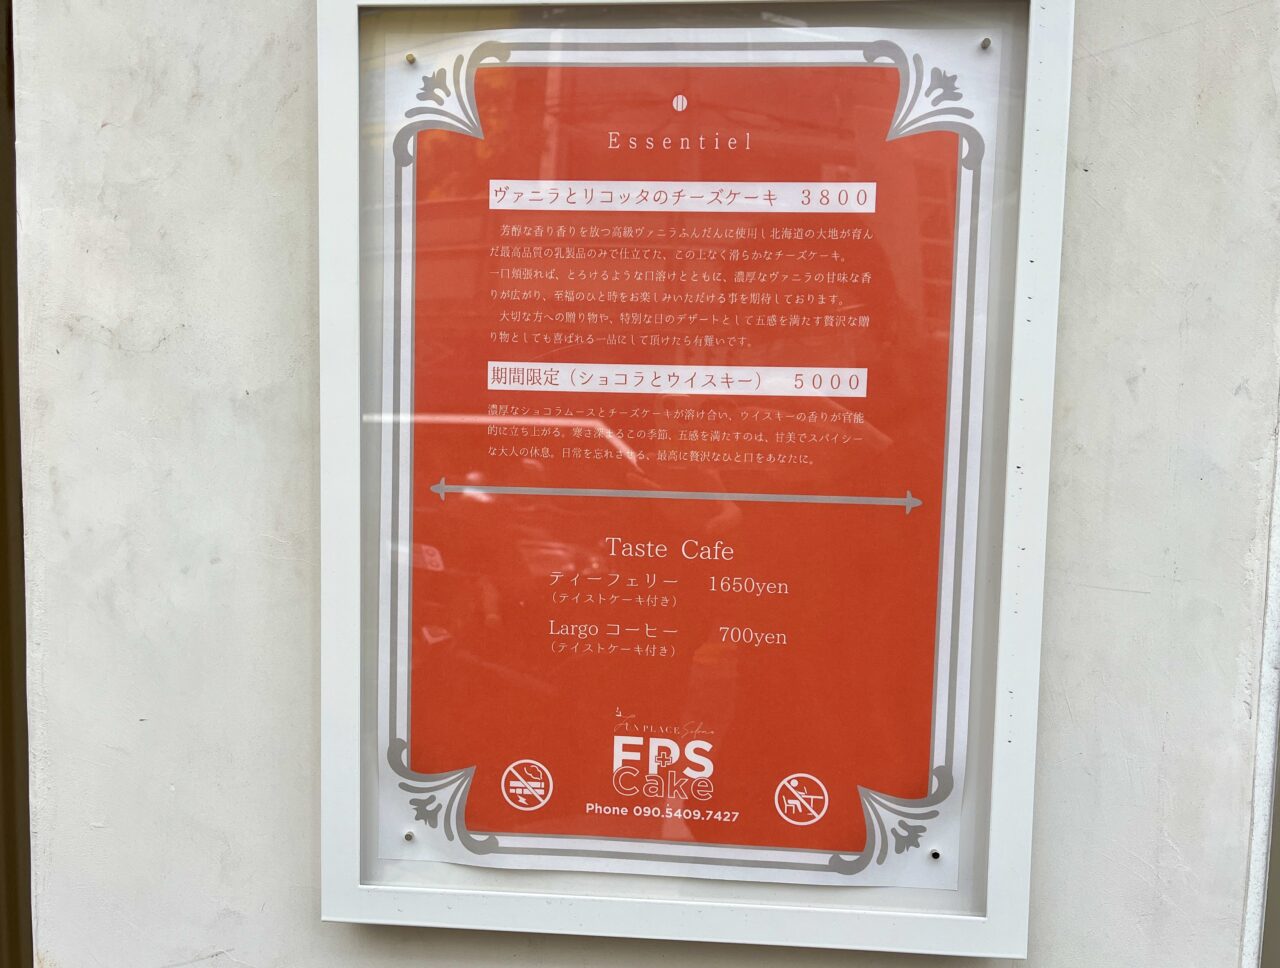 Essentiel
ヴァニラとリコッタのチーズケーキ　3800
芳醇な香り香りを放つ高級ヴァニラふんだんに使用し北海道の大地が育ん
だ最高品質の乳製品のみで仕立てた、この上なく滑らかなチーズケーキ。
一口頬張れば、とろけるような口溶けとともに、濃厚なヴァニラの甘味な香
りが広がり、至福のひと時をお楽しみいただける事を期待しております。
大切な方への贈り物や、特別な日のデザートとして五感を満たす贅沢な贈
り物としても喜ばれる一品にして頂けたら有難いです。
期間限定（ショコラとウイスキー）　5000
濃厚なショコラムースとチーズケーキが溶け合い、ウイスキーの香りが官能
的に立ち上がる。寒さ深まるこの季節、五感を満たすのは、甘美でスパイシー
な大人の休息。日常を忘れさせる、最高に贅沢なひと口をあなたに。
Taste Cafe
ティーフェリー　1650yen
（テイストケーキ付き）
Largo コーヒー　700yen
（テイストケーキ付き）
UN PLACE Salon
EPS
Cake
Phone 090.5409.7427